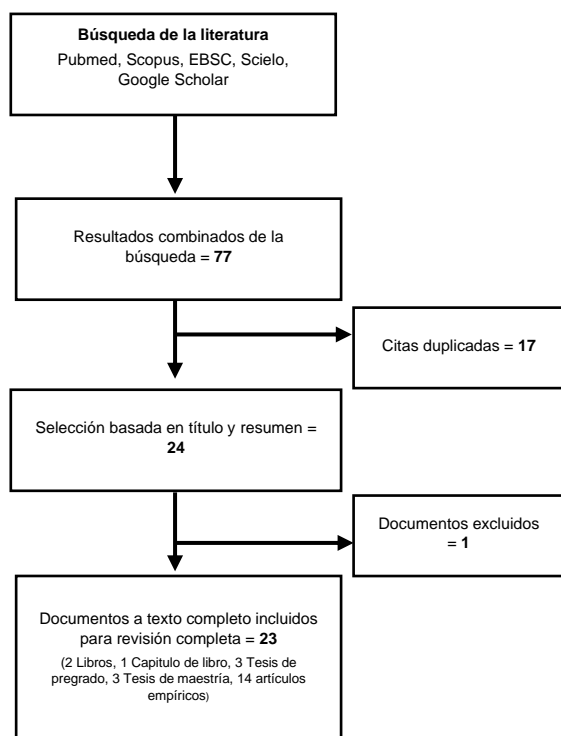 Búsqueda de la literatura
Pubmed, Scopus, EBSC, Scielo,
Google Scholar
Resultados combinados de la
búsqueda = 77
Citas duplicadas = 17
Selección basada en título y resumen =
24
Documentos excluidos
= 1
Documentos a texto completo incluidos
para revisión completa = 23
(2 Libros, 1 Capitulo de libro, 3 Tesis de
pregrado, 3 Tesis de maestría, 14 artículos
empíricos)